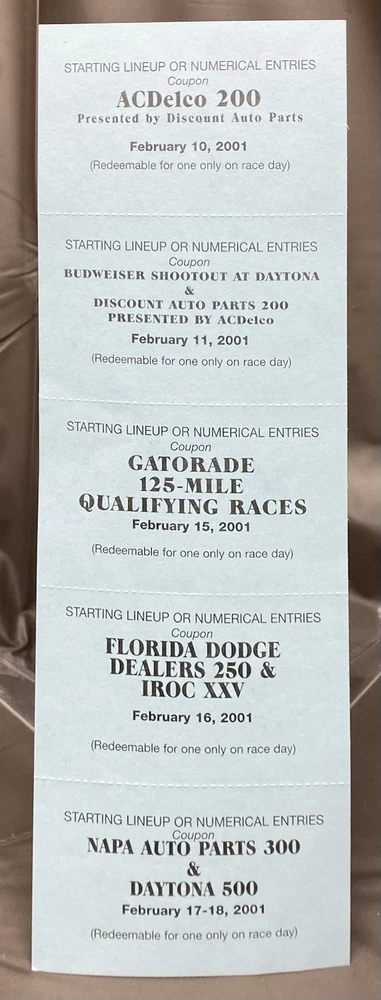 STARTING LINEUP OR NUMERICAL ENTRIES
Coupon
ACDelco 200
Presented by Discount Auto Parts
February 10, 2001
(Redeemable for one only on race day)
STARTING LINEUP OR NUMERICAL ENTRIES
Coupon
BUDWEISER SHOOTOUT AT DAYTONA
&
DISCOUNT AUTO PARTS 200
PRESENTED BY ACDelco
February 11, 2001
(Redeemable for one only on race day)
STARTING LINEUP OR NUMERICAL ENTRIES
Coupon
GATORADE
125-MILE
QUALIFYING RACES
February 15, 2001
(Redeemable for one only on race day)
STARTING LINEUP OR NUMERICAL ENTRIES
Coupon
FLORIDA DODGE
DEALERS 250 &
IROC XXV
February 16, 2001
(Redeemable for one only on race day)
STARTING LINEUP OR NUMERICAL ENTRIES
Coupon
NAPA AUTO PARTS 300
&
DAYTONA 500
February 17-18, 2001
(Redeemable for one only on race day)